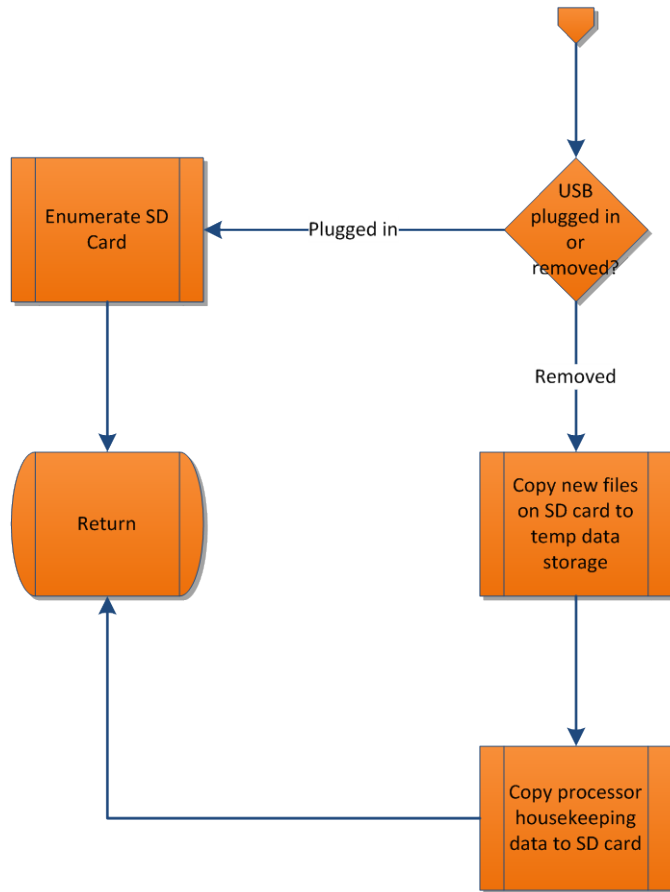 USB
plugged in
or
removed?
Plugged in
Enumerate SD
Card
Removed
Return
Copy new files
on SD card to
temp data
storage
Copy processor
housekeeping
data to SD card